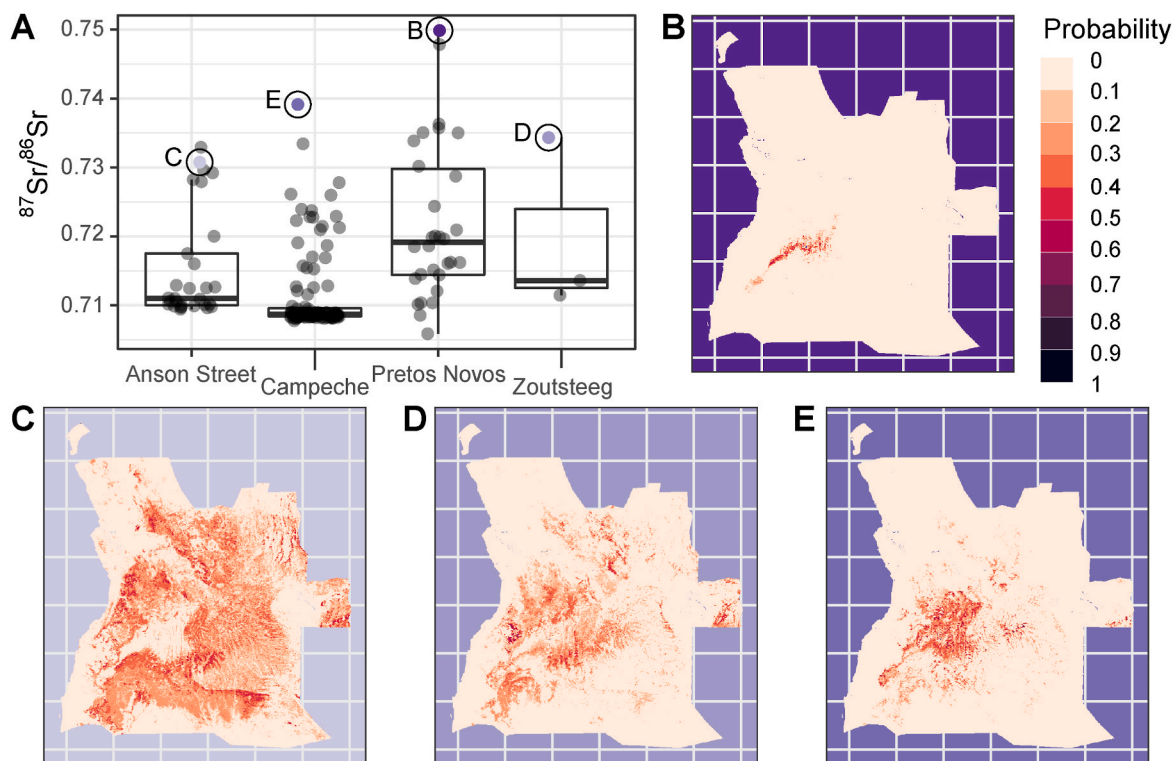 A
B
Probability
0.75
0.74
0.73
0.72
0.71
87Sr/86Sr
B
E
C
D
Anson Street
Campeche
Pretos Novos
Zoutsteeg
0
0.1
0.2
0.3
0.4
0.5
0.6
0.7
0.8
0.9
1
C
D
E